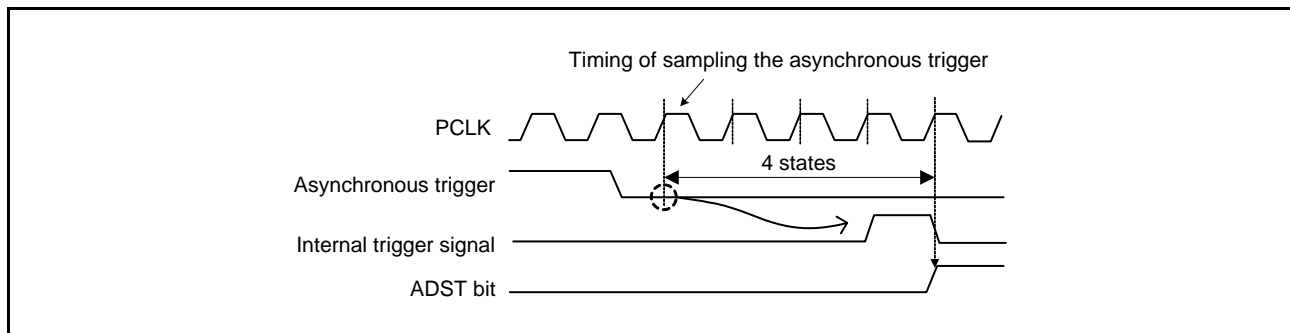 Timing of sampling the asynchronous trigger
PCLK
4 states
Asynchronous trigger
Internal trigger signal
ADST bit